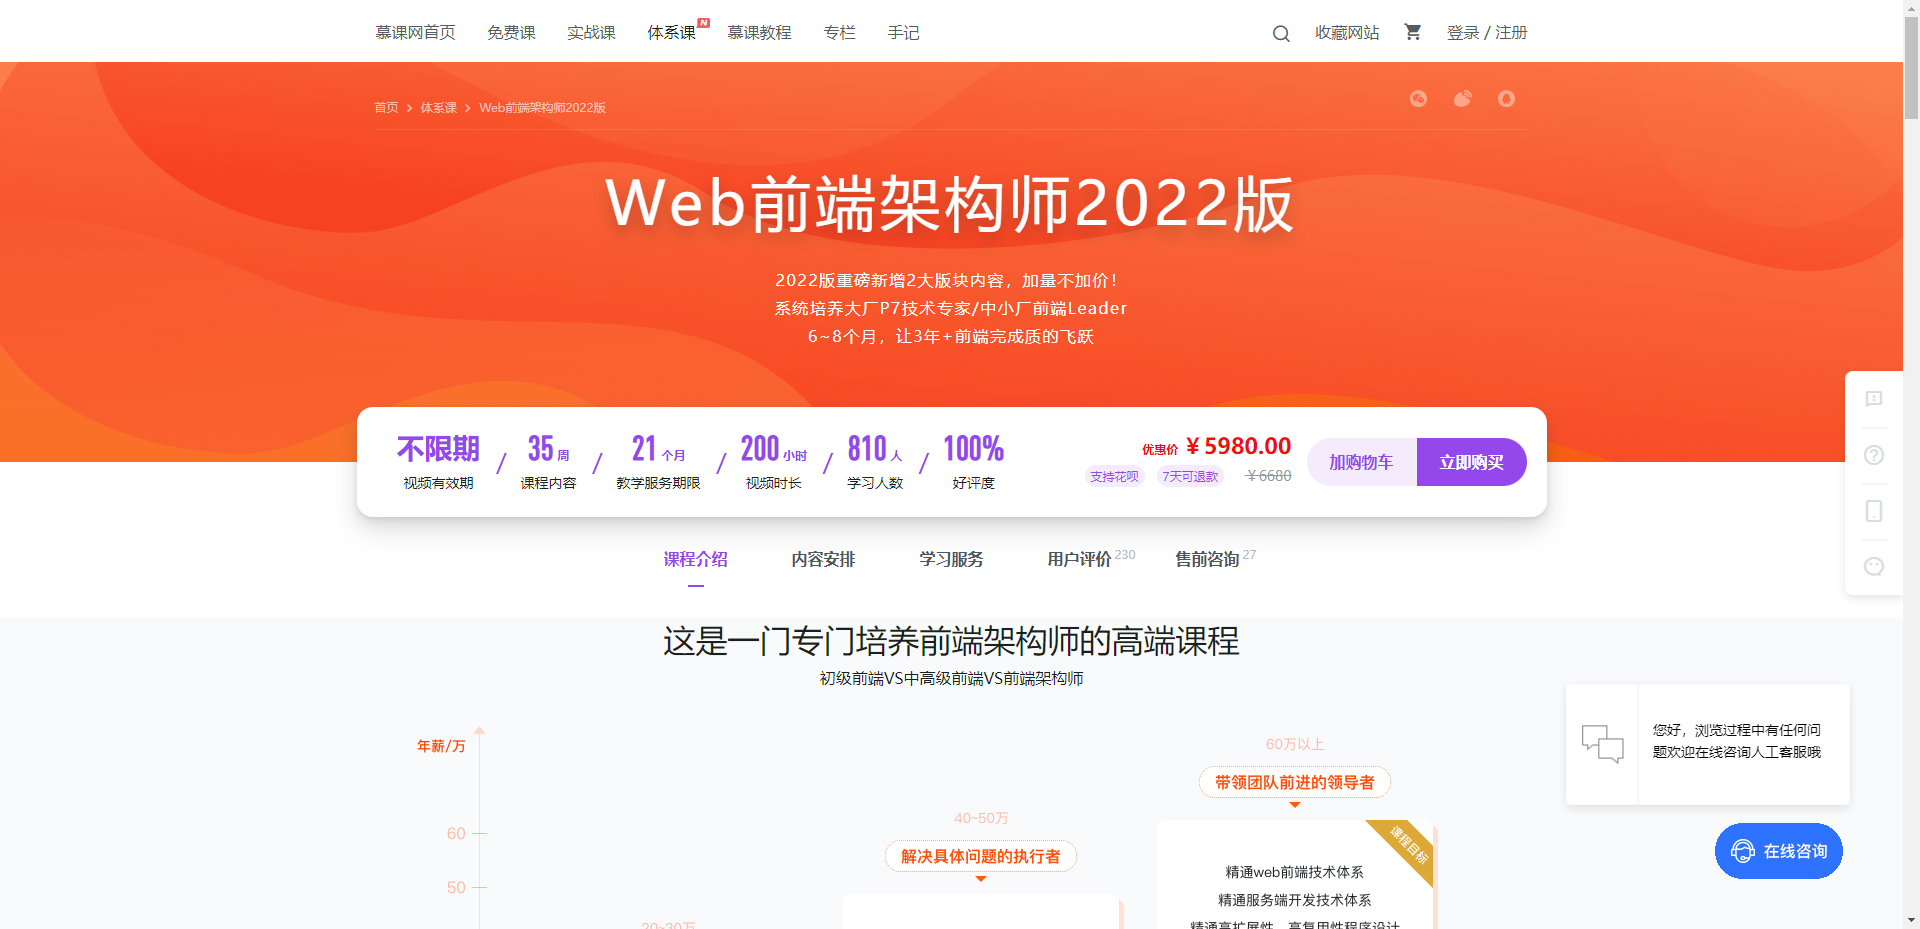 慕课网首页 免费课 实战课 体系课 N 慕课教程 专栏 手记 收藏网站 登录 / 注册
首页 > 体系课 > Web前端架构师2022版
Web前端架构师2022版
2022版重磅新增2大版块内容，加量不加价！
系统培养大厂P7技术专家/中小厂前端Leader
6~8个月，让3年+前端完成质的飞跃
不限期 / 35 周 / 21 个月 / 200 小时 / 810 人 / 100%
视频有效期 课程内容 教学服务期限 视频时长 学习人数 好评度
优惠价 ¥ 5980.00
支持花呗 7天可退款 ¥6680
加购物车 立即购买
课程介绍 内容安排 学习服务 用户评价 230 售前咨询 27
这是一门专门培养前端架构师的高端课程
初级前端VS中高级前端VS前端架构师
年薪/万
60
50
20~30万
40~50万
解决具体问题的执行者
60万以上
带领团队前进的领导者
课程目标
精通web前端技术体系
精通服务端开发技术体系
精通高扩展性、高复用性程序设计
您好，浏览过程中有任何问
题欢迎在线咨询人工客服哦
在线咨询